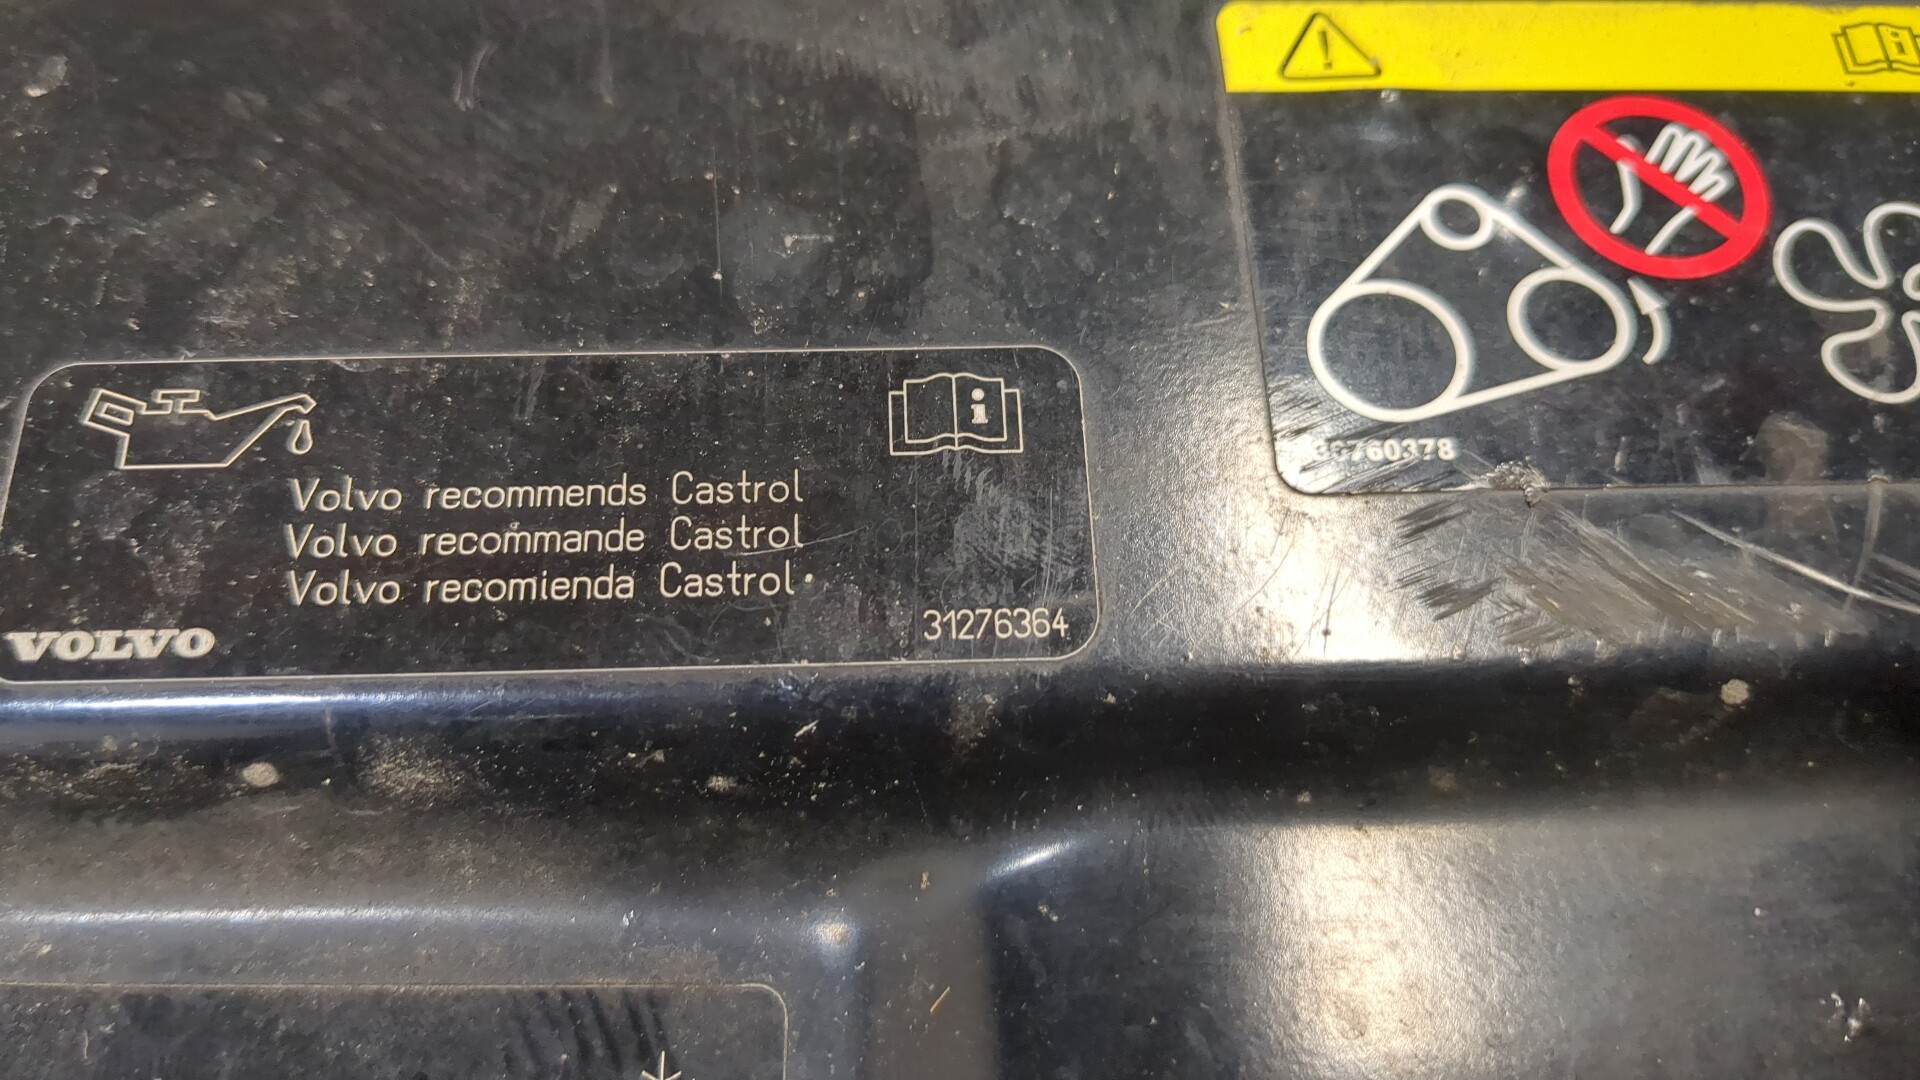 Volvo recommends Castrol
Volvo recommande Castrol
Volvo recomienda Castrol
31276364
VOLVO